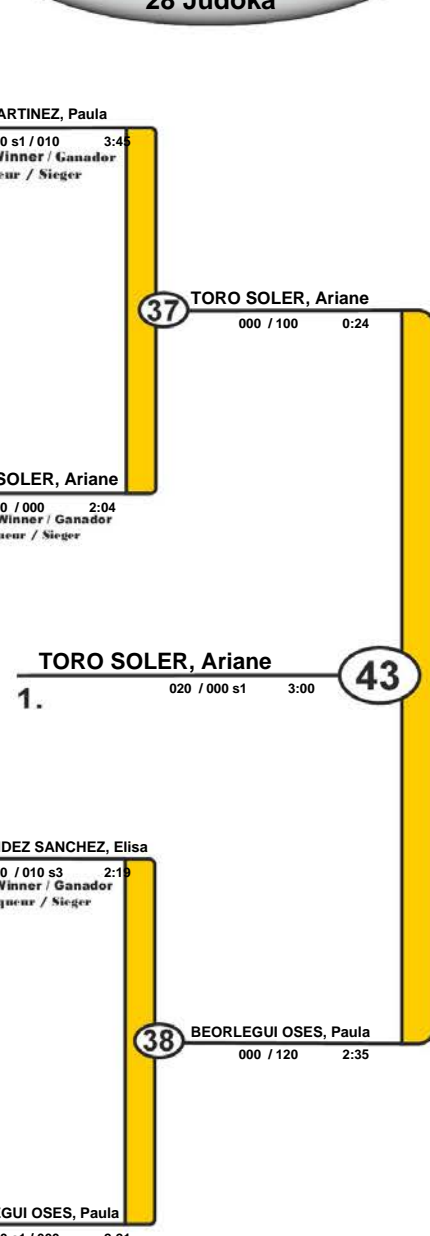 28 Judoka
ARTINEZ, Paula
0 s1 / 010 3:45
Winner / Ganador
eur / Sieger
37
TORO SOLER, Ariane
000 / 100 0:24
SOLER, Ariane
0 / 000 2:04
Winner / Ganador
ueur / Sieger
TORO SOLER, Ariane
43
020 / 000 s1 3:00
1.
DEZ SANCHEZ, Elisa
0 / 010 s3 2:19
Winner / Ganador
queur / Sieger
38
BEORLEGUI OSES, Paula
000 / 120 2:35
EGUI OSES, Paula